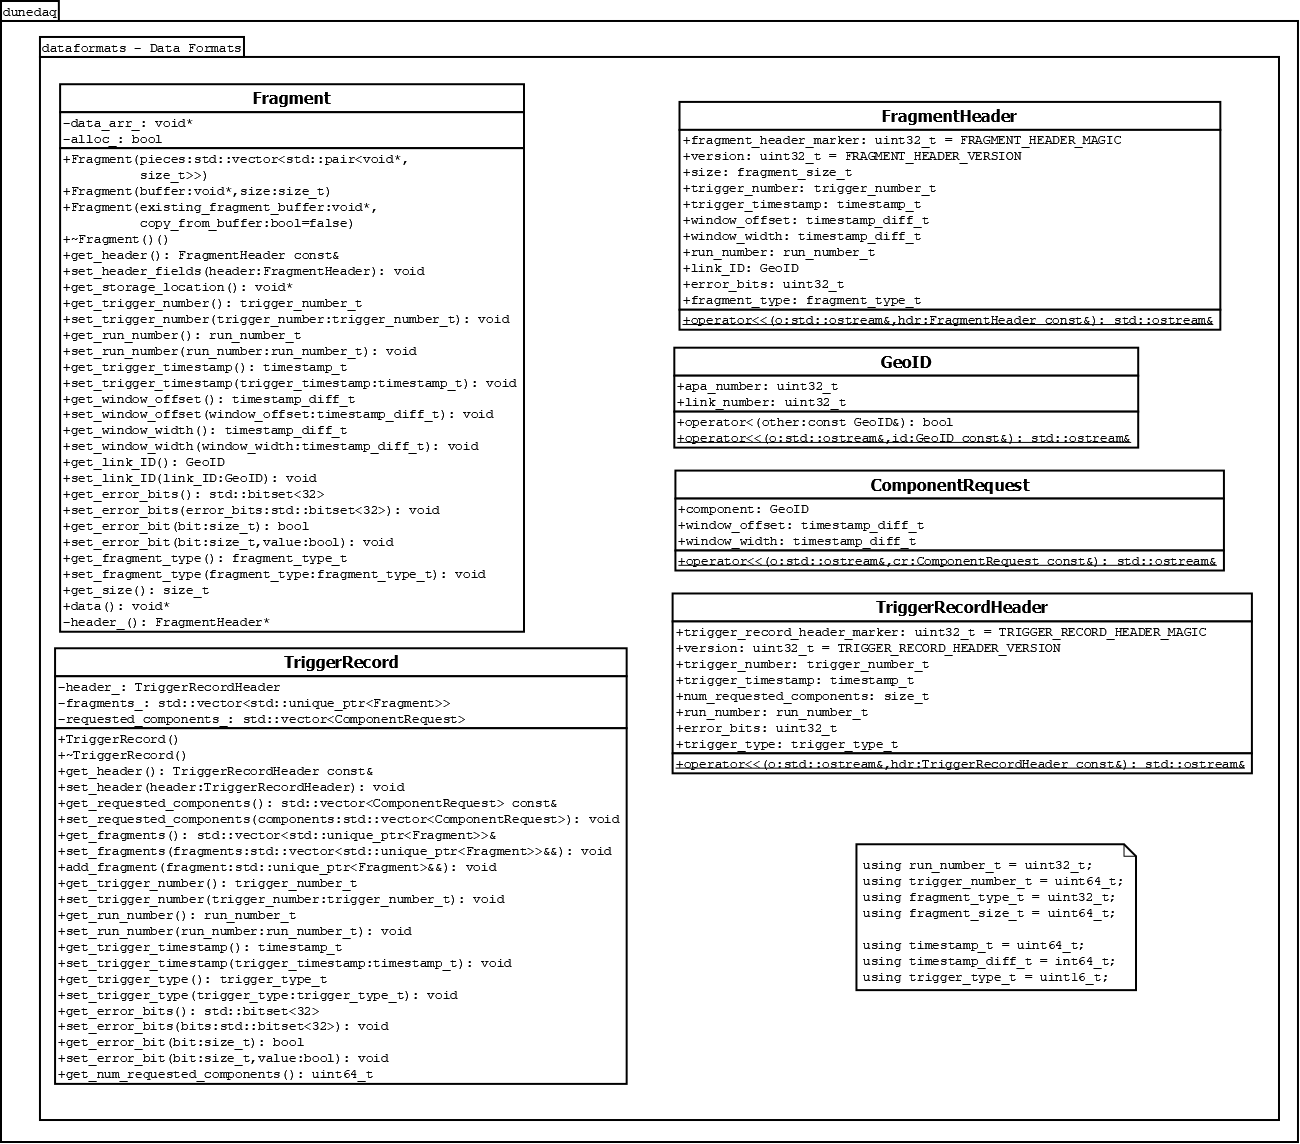 dunedaq
dataformats - Data Formats
Fragment
-data_arr_: void*
-alloc_: bool
+Fragment(pieces:std::vector<std::pair<void*,
size_t>>)
+Fragment(buffer:void*,size:size_t)
+Fragment(existing_fragment_buffer:void*,
copy_from_buffer:bool=false)
+~Fragment()()
+get_header(): FragmentHeader const&
+set_header_fields(header:FragmentHeader): void
+get_storage_location(): void*
+get_trigger_number(): trigger_number_t
+set_trigger_number(trigger_number:trigger_number_t): void
+get_run_number(): run_number_t
+set_run_number(run_number:run_number_t): void
+get_trigger_timestamp(): timestamp_t
+set_trigger_timestamp(trigger_timestamp:timestamp_t): void
+get_window_offset(): timestamp_diff_t
+set_window_offset(window_offset:timestamp_diff_t): void
+get_window_width(): timestamp_diff_t
+set_window_width(window_width:timestamp_diff_t): void
+get_link_ID(): GeoID
+set_link_ID(link_ID:GeoID): void
+get_error_bits(): std::bitset<32>
+set_error_bits(error_bits:std::bitset<32>): void
+get_error_bit(bit:size_t): bool
+set_error_bit(bit:size_t,value:bool): void
+get_fragment_type(): fragment_type_t
+set_fragment_type(fragment_type:fragment_type_t): void
+get_size(): size_t
+data(): void*
-header_(): FragmentHeader*
TriggerRecord
-header_: TriggerRecordHeader
-fragments_: std::vector<std::unique_ptr<Fragment>>
-requested_components_: std::vector<ComponentRequest>
+TriggerRecord()
+~TriggerRecord()
+get_header(): TriggerRecordHeader const&
+set_header(header:TriggerRecordHeader): void
+get_requested_components(): std::vector<ComponentRequest> const&
+set_requested_components(components:std::vector<ComponentRequest>): void
+get_fragments(): std::vector<std::unique_ptr<Fragment>>&
+set_fragments(fragments:std::vector<std::unique_ptr<Fragment>>&&): void
+add_fragment(fragment:std::unique_ptr<Fragment>&&): void
+get_trigger_number(): trigger_number_t
+set_trigger_number(trigger_number:trigger_number_t): void
+get_run_number(): run_number_t
+set_run_number(run_number:run_number_t): void
+get_trigger_timestamp(): timestamp_t
+set_trigger_timestamp(trigger_timestamp:timestamp_t): void
+get_trigger_type(): trigger_type_t
+set_trigger_type(trigger_type:trigger_type_t): void
+get_error_bits(): std::bitset<32>
+set_error_bits(bits:std::bitset<32>): void
+get_error_bit(bit:size_t): bool
+set_error_bit(bit:size_t,value:bool): void
+get_num_requested_components(): uint64_t
FragmentHeader
+fragment_header_marker: uint32_t = FRAGMENT_HEADER_MAGIC
+version: uint32_t = FRAGMENT_HEADER_VERSION
+size: fragment_size_t
+trigger_number: trigger_number_t
+trigger_timestamp: timestamp_t
+window_offset: timestamp_diff_t
+window_width: timestamp_diff_t
+run_number: run_number_t
+link_ID: GeoID
+error_bits: uint32_t
+fragment_type: fragment_type_t
+operator<<(o:std::ostream&,hdr:FragmentHeader const&): std::ostream&
GeoID
+apa_number: uint32_t
+link_number: uint32_t
+operator<(other:const GeoID&): bool
+operator<<(o:std::ostream&,id:GeoID const&): std::ostream&
ComponentRequest
+component: GeoID
+window_offset: timestamp_diff_t
+window_width: timestamp_diff_t
+operator<<(o:std::ostream&,cr:ComponentRequest const&): std::ostream&
TriggerRecordHeader
+trigger_record_header_marker: uint32_t = TRIGGER_RECORD_HEADER_MAGIC
+version: uint32_t = TRIGGER_RECORD_HEADER_VERSION
+trigger_number: trigger_number_t
+trigger_timestamp: timestamp_t
+num_requested_components: size_t
+run_number: run_number_t
+error_bits: uint32_t
+trigger_type: trigger_type_t
+operator<<(o:std::ostream&,hdr:TriggerRecordHeader const&): std::ostream&
using run_number_t = uint32_t;
using trigger_number_t = uint64_t;
using fragment_type_t = uint32_t;
using fragment_size_t = uint64_t;
using timestamp_t = uint64_t;
using timestamp_diff_t = int64_t;
using trigger_type_t = uint16_t;